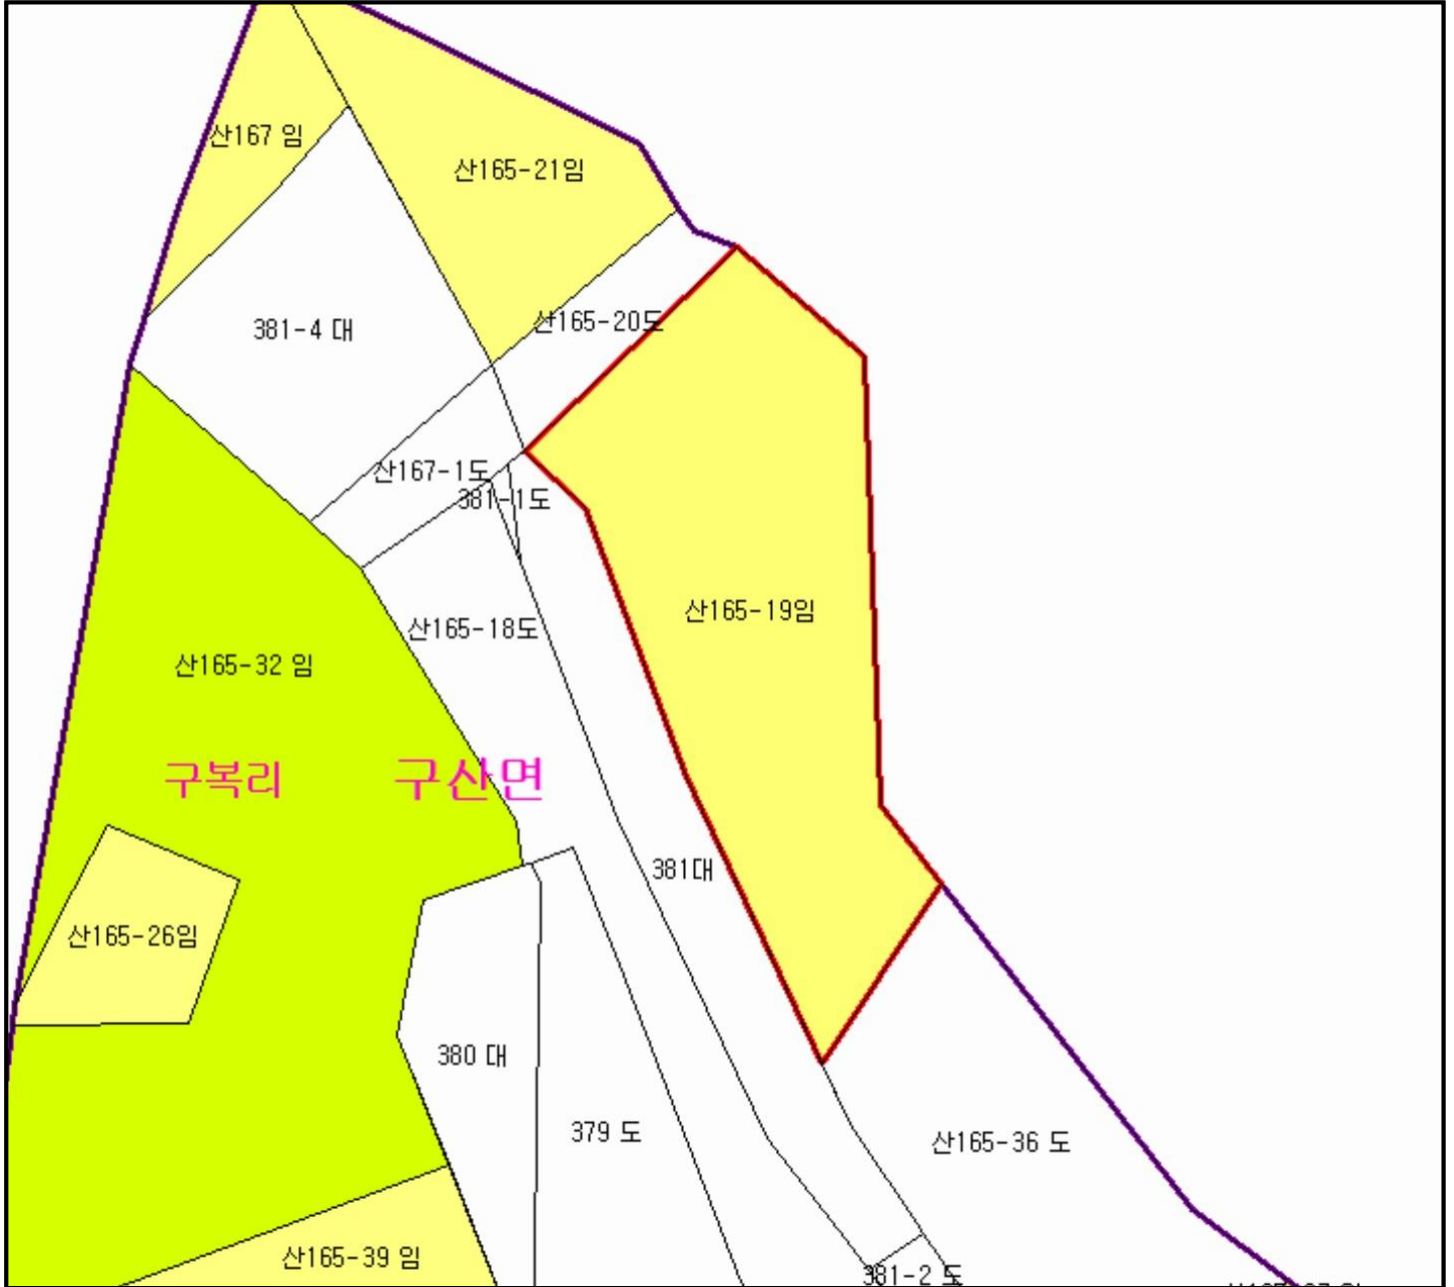 산167 임
산165-21임
381-4 대
산165-20도
산167-1도
381-1도
산165-19임
산165-18도
산165-32 임
구복리
구산면
381대
산165-26임
380 대
379 도
산165-36 도
산165-39 임
381-2 도